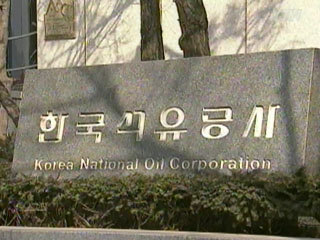 한국석유공사
Korea National Oil Corporation